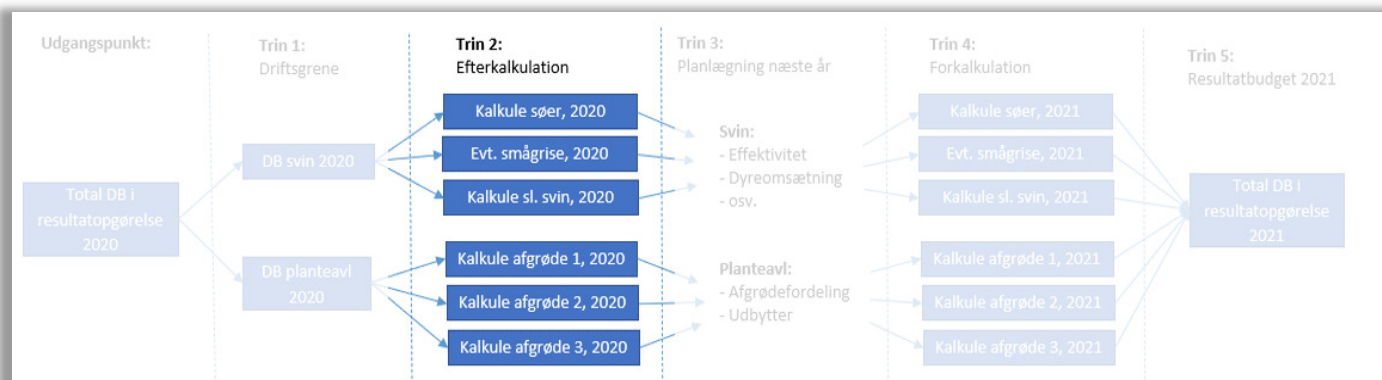 Udgangspunkt:
Total DB i
resultatopgørelse
2020
Trin 1:
Driftsgrene
DB svin 2020
DB planteavl
2020
Trin 2:
Efterkalkulation
Kalkule søer, 2020
Evt. smågrise, 2020
Kalkule sl. svin, 2020
Kalkule afgrøde 1, 2020
Kalkule afgrøde 2, 2020
Kalkule afgrøde 3, 2020
Trin 3:
Planlægning næste år
Svin:
- Effektivitet
- Dyreomsætning
- osv.
Planteavl:
- Afgrødefordeling
- Udbytter
Trin 4:
Forkalkulation
Kalkule søer, 2021
Evt. smågrise, 2021
Kalkule sl. svin, 2021
Kalkule afgrøde 1, 2021
Kalkule afgrøde 2, 2021
Kalkule afgrøde 3, 2021
Trin 5:
Resultatbudget 2021
Total DB i
resultatopgørelse
2021